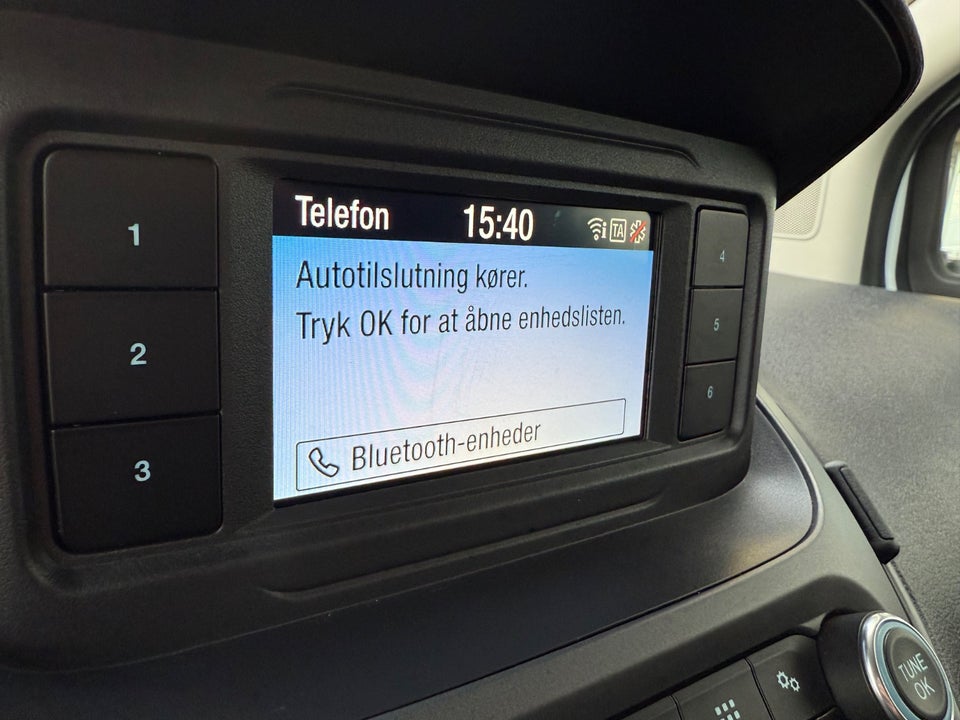 Telefon 15:40 TA
Autotilslutning kører.
Tryk OK for at åbne enhedslisten.
Bluetooth-enheder
1
2
3
4
5
6
TUNE
OK